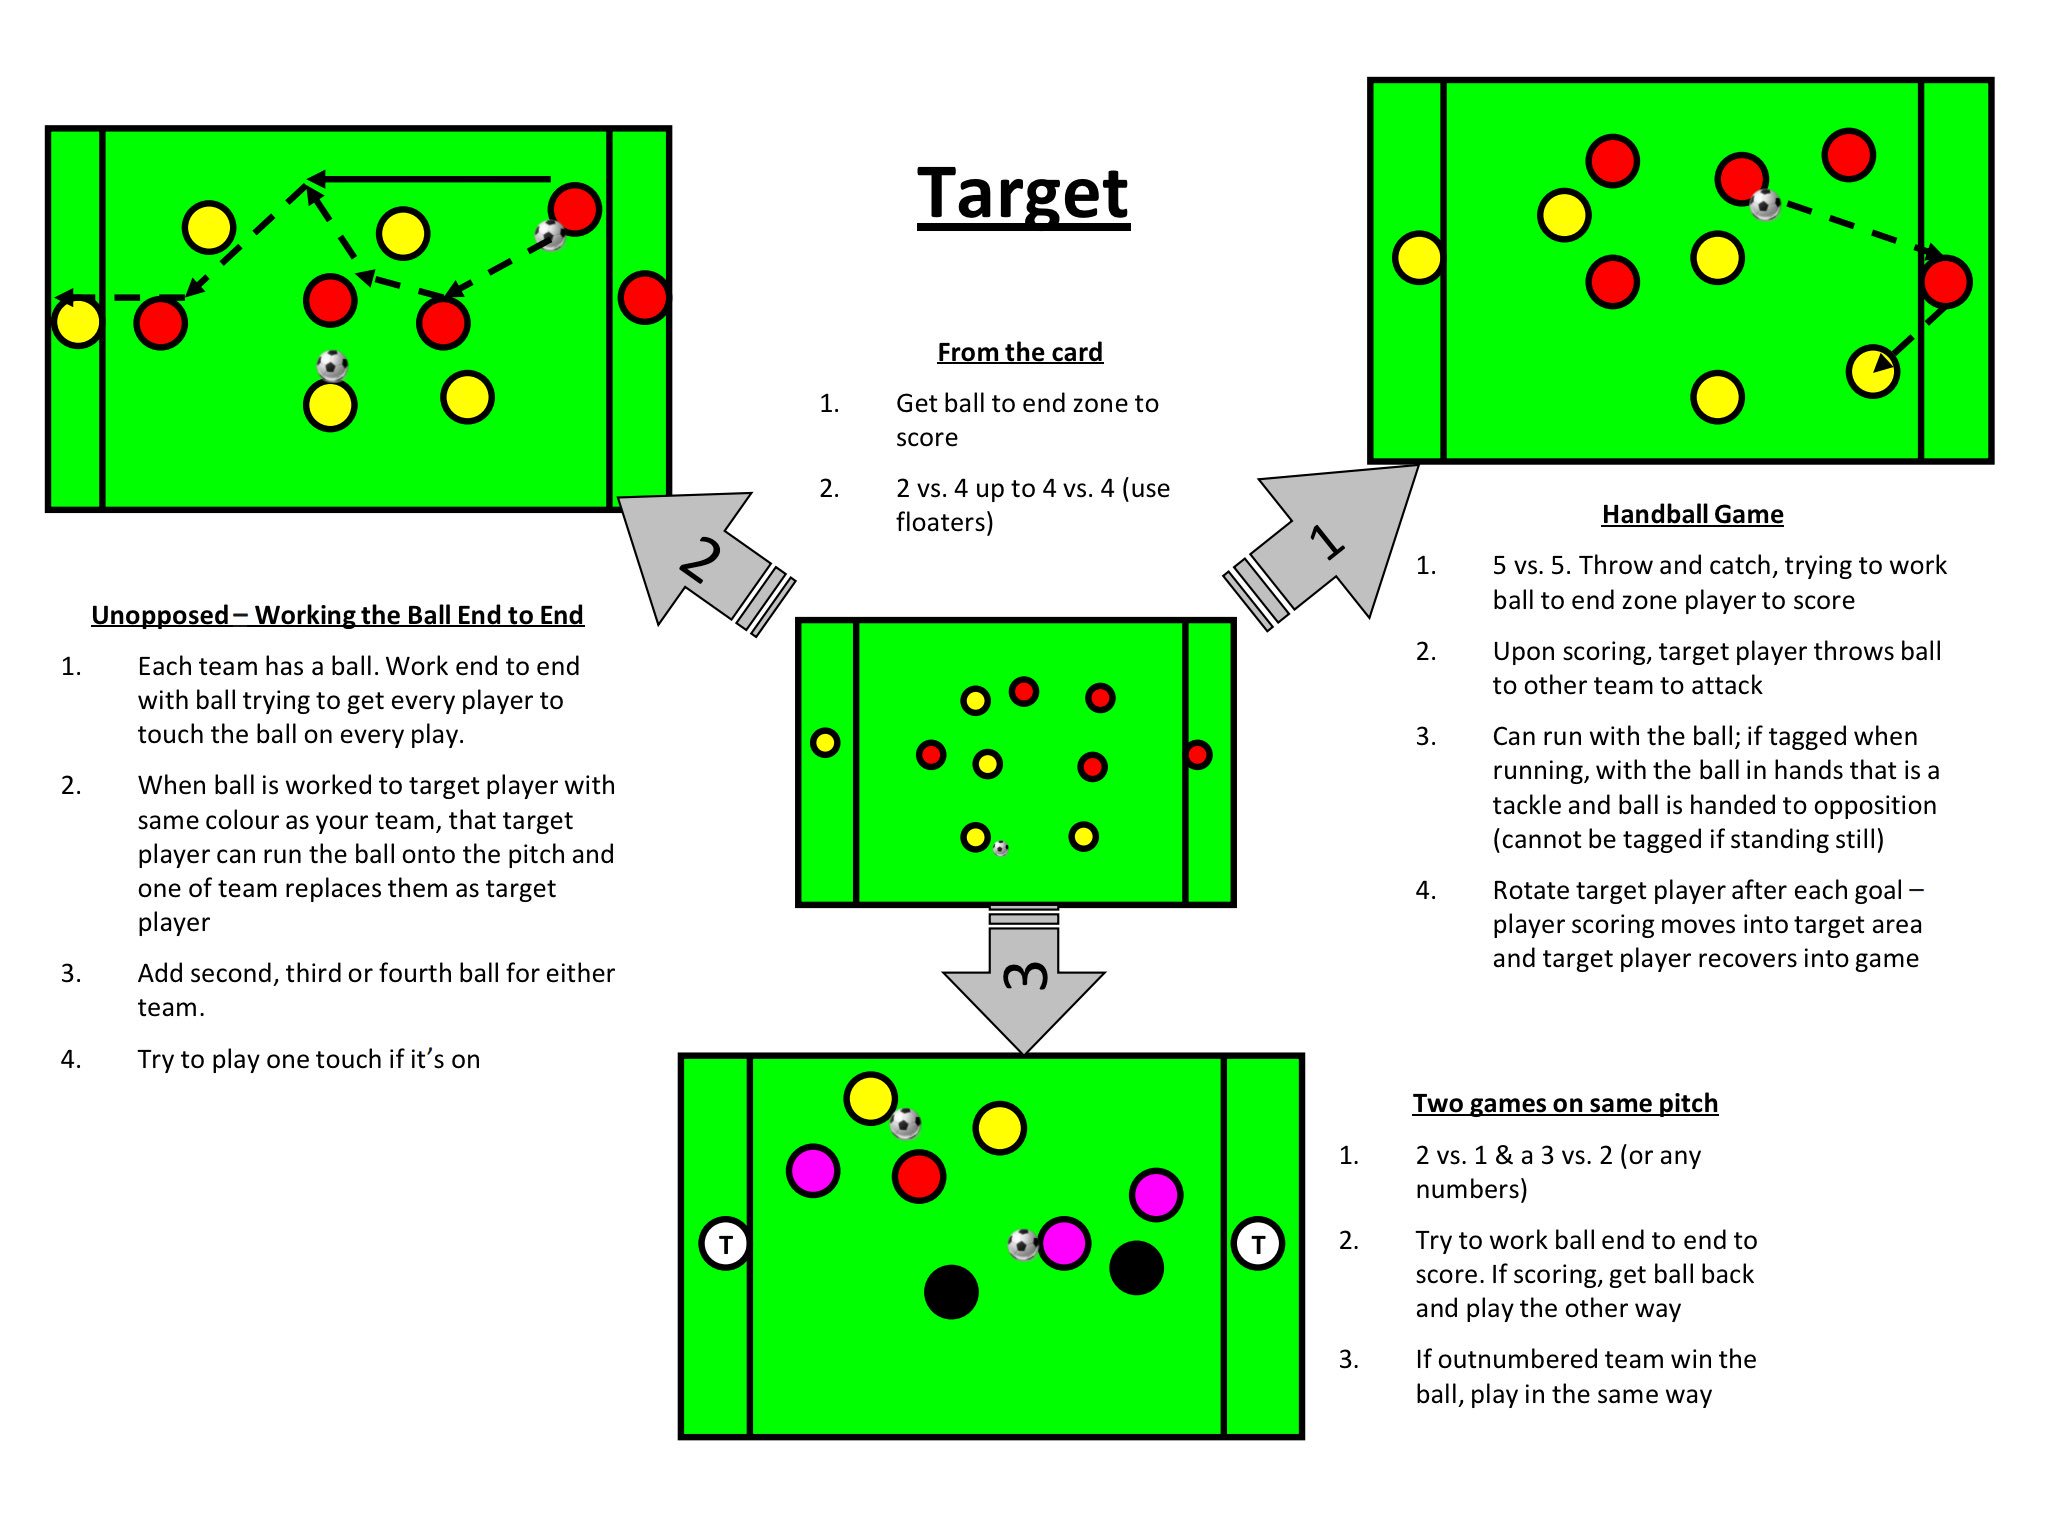 Target
From the card
1. Get ball to end zone to
score
2. 2 vs. 4 up to 4 vs. 4 (use
floaters)
1
Handball Game
1. 5 vs. 5. Throw and catch, trying to work
ball to end zone player to score
2. Upon scoring, target player throws ball
to other team to attack
3. Can run with the ball; if tagged when
running, with the ball in hands that is a
tackle and ball is handed to opposition
(cannot be tagged if standing still)
4. Rotate target player after each goal –
player scoring moves into target area
and target player recovers into game
2
Unopposed – Working the Ball End to End
1. Each team has a ball. Work end to end
with ball trying to get every player to
touch the ball on every play.
2. When ball is worked to target player with
same colour as your team, that target
player can run the ball onto the pitch and
one of team replaces them as target
player
3. Add second, third or fourth ball for either
team.
4. Try to play one touch if it’s on
3
T
T
Two games on same pitch
1. 2 vs. 1 & a 3 vs. 2 (or any
numbers)
2. Try to work ball end to end to
score. If scoring, get ball back
and play the other way
3. If outnumbered team win the
ball, play in the same way